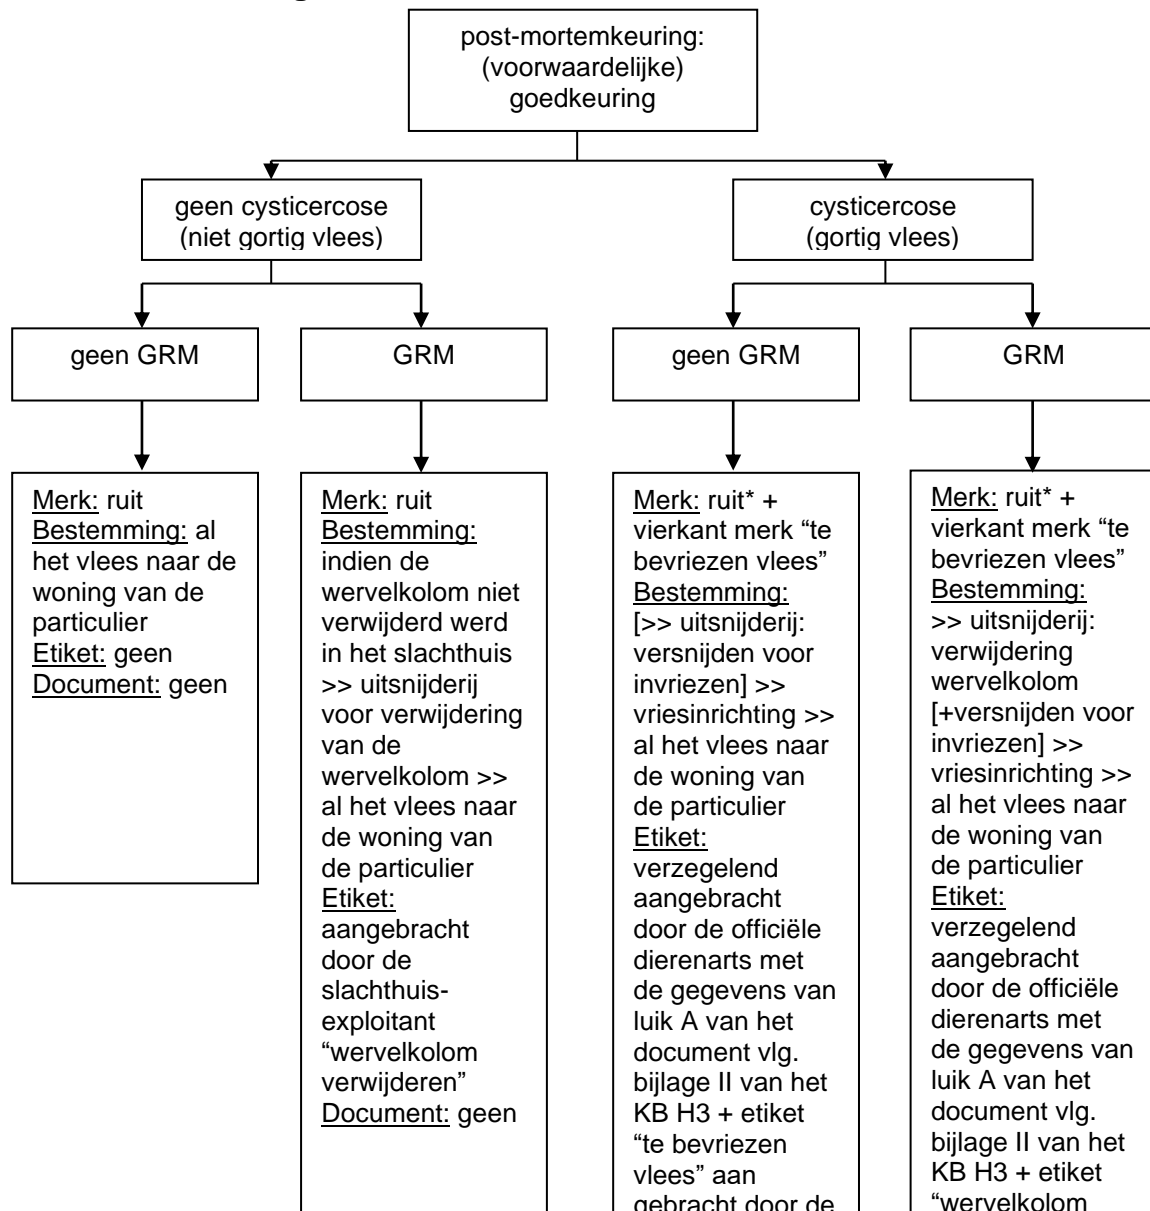 post-mortemkeuring:
(voorwaardelijke)
goedkeuring
geen cysticercose
(niet gortig vlees)
cysticercose
(gortig vlees)
geen GRM
GRM
geen GRM
GRM
Merk: ruit
Bestemming: al
het vlees naar de
woning van de
particulier
Etiket: geen
Document: geen
Merk: ruit
Bestemming:
indien de
wervelkolom niet
verwijderd werd
in het slachthuis
>> uitsnijderij
voor verwijdering
van de
wervelkolom >>
al het vlees naar
de woning van
de particulier
Etiket:
aangebracht
door de
slachthuis-
exploitant
“wervelkolom
verwijderen”
Document: geen
Merk: ruit* +
vierkant merk “te
bevriezen vlees”
Bestemming:
[>> uitsnijderij:
versnijden voor
invriezen] >>
vriesinrichting >>
al het vlees naar
de woning van
de particulier
Etiket:
verzegelend
aangebracht
door de officiële
dierenarts met
de gegevens van
luik A van het
document vlg.
bijlage II van het
KB H3 + etiket
“te bevriezen
vlees” aan
gebracht door de
Merk: ruit* +
vierkant merk “te
bevriezen vlees”
Bestemming:
>> uitsnijderij:
verwijdering
wervelkolom
[+versnijden voor
invriezen] >>
vriesinrichting >>
al het vlees naar
de woning van
de particulier
Etiket:
verzegelend
aangebracht
door de officiële
dierenarts met
de gegevens van
luik A van het
document vlg.
bijlage II van het
KB H3 + etiket
“wervelkolom